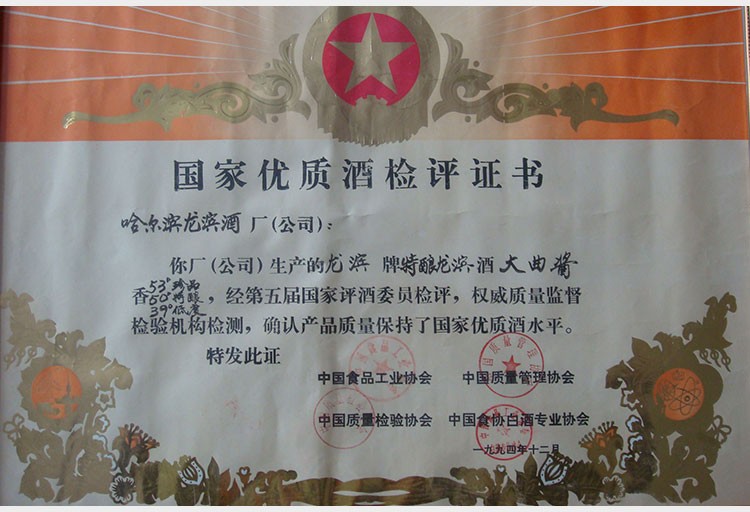 国家优质酒检评证书
哈尔滨龙滨酒厂(公司):
你厂(公司)生产的龙滨牌特酿龙滨酒大曲酱
53°珍品
香50°特酿,经第五届国家评酒委员检评,权威质量监督
39°低度
检验机构检测,确认产品质量保持了国家优质酒水平。
特发此证
中国食品工业协会 中国质量管理协会
中国质量检验协会 中国食协白酒专业协会
一九九四年十二月